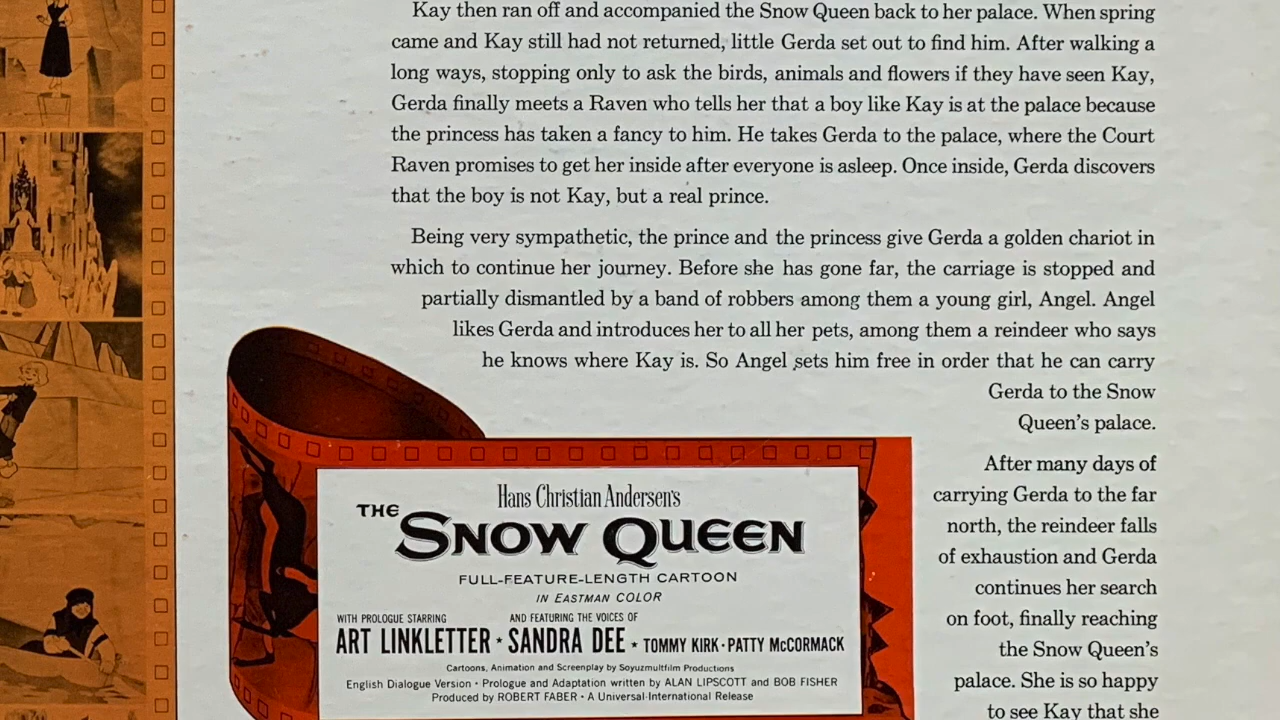 Kay then ran off and accompanied the Snow Queen back to her palace. When spring
came and Kay still had not returned, little Gerda set out to find him. After walking a
long ways, stopping only to ask the birds, animals and flowers if they have seen Kay,
Gerda finally meets a Raven who tells her that a boy like Kay is at the palace because
the princess has taken a fancy to him. He takes Gerda to the palace, where the Court
Raven promises to get her inside after everyone is asleep. Once inside, Gerda discovers
that the boy is not Kay, but a real prince.
Being very sympathetic, the prince and the princess give Gerda a golden chariot in
which to continue her journey. Before she has gone far, the carriage is stopped and
partially dismantled by a band of robbers among them a young girl, Angel. Angel
likes Gerda and introduces her to all her pets, among them a reindeer who says
he knows where Kay is. So Angel sets him free in order that he can carry
Gerda to the Snow
Queen's palace.
After many days of
carrying Gerda to the far
north, the reindeer falls
of exhaustion and Gerda
continues her search
on foot, finally reaching
the Snow Queen's
palace. She is so happy
to see Kay that she
Hans Christian Andersen's
THE SNOW QUEEN
FULL-FEATURE-LENGTH CARTOON
IN EASTMAN COLOR
WITH PROLOGUE STARRING AND FEATURING THE VOICES OF
ART LINKLETTER ★ SANDRA DEE ★ TOMMY KIRK • PATTY McCORMACK
Cartoons, Animation and Screenplay by Soyuzmultfilm Productions
English Dialogue Version • Prologue and Adaptation written by ALAN LIPSCOTT and BOB FISHER
Produced by ROBERT FABER • A Universal-International Release